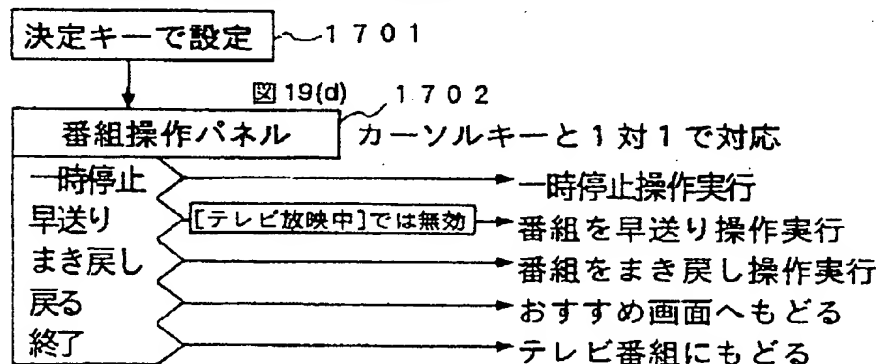 決定キーで設定 1701
図19(d) 1702
番組操作パネル カーソルキーと1対1で対応
一時停止 一時停止操作実行
早送り [テレビ放映中]では無効 番組を早送り操作実行
まき戻し 番組をまき戻し操作実行
戻る おすすめ画面へもどる
終了 テレビ番組にもどる